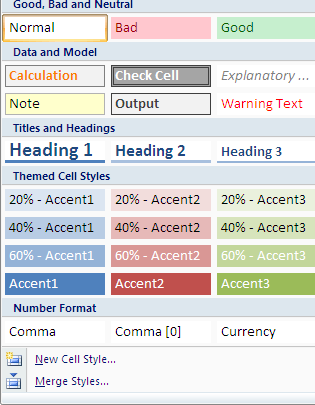 Good, Bad and Neutral
Normal Bad Good
Data and Model
Calculation Check Cell Explanatory ...
Note Output Warning Text
Titles and Headings
Heading 1 Heading 2 Heading 3
Themed Cell Styles
20% - Accent1 20% - Accent2 20% - Accent3
40% - Accent1 40% - Accent2 40% - Accent3
60% - Accent1 60% - Accent2 60% - Accent3
Accent1 Accent2 Accent3
Number Format
Comma Comma [0] Currency
New Cell Style...
Merge Styles...